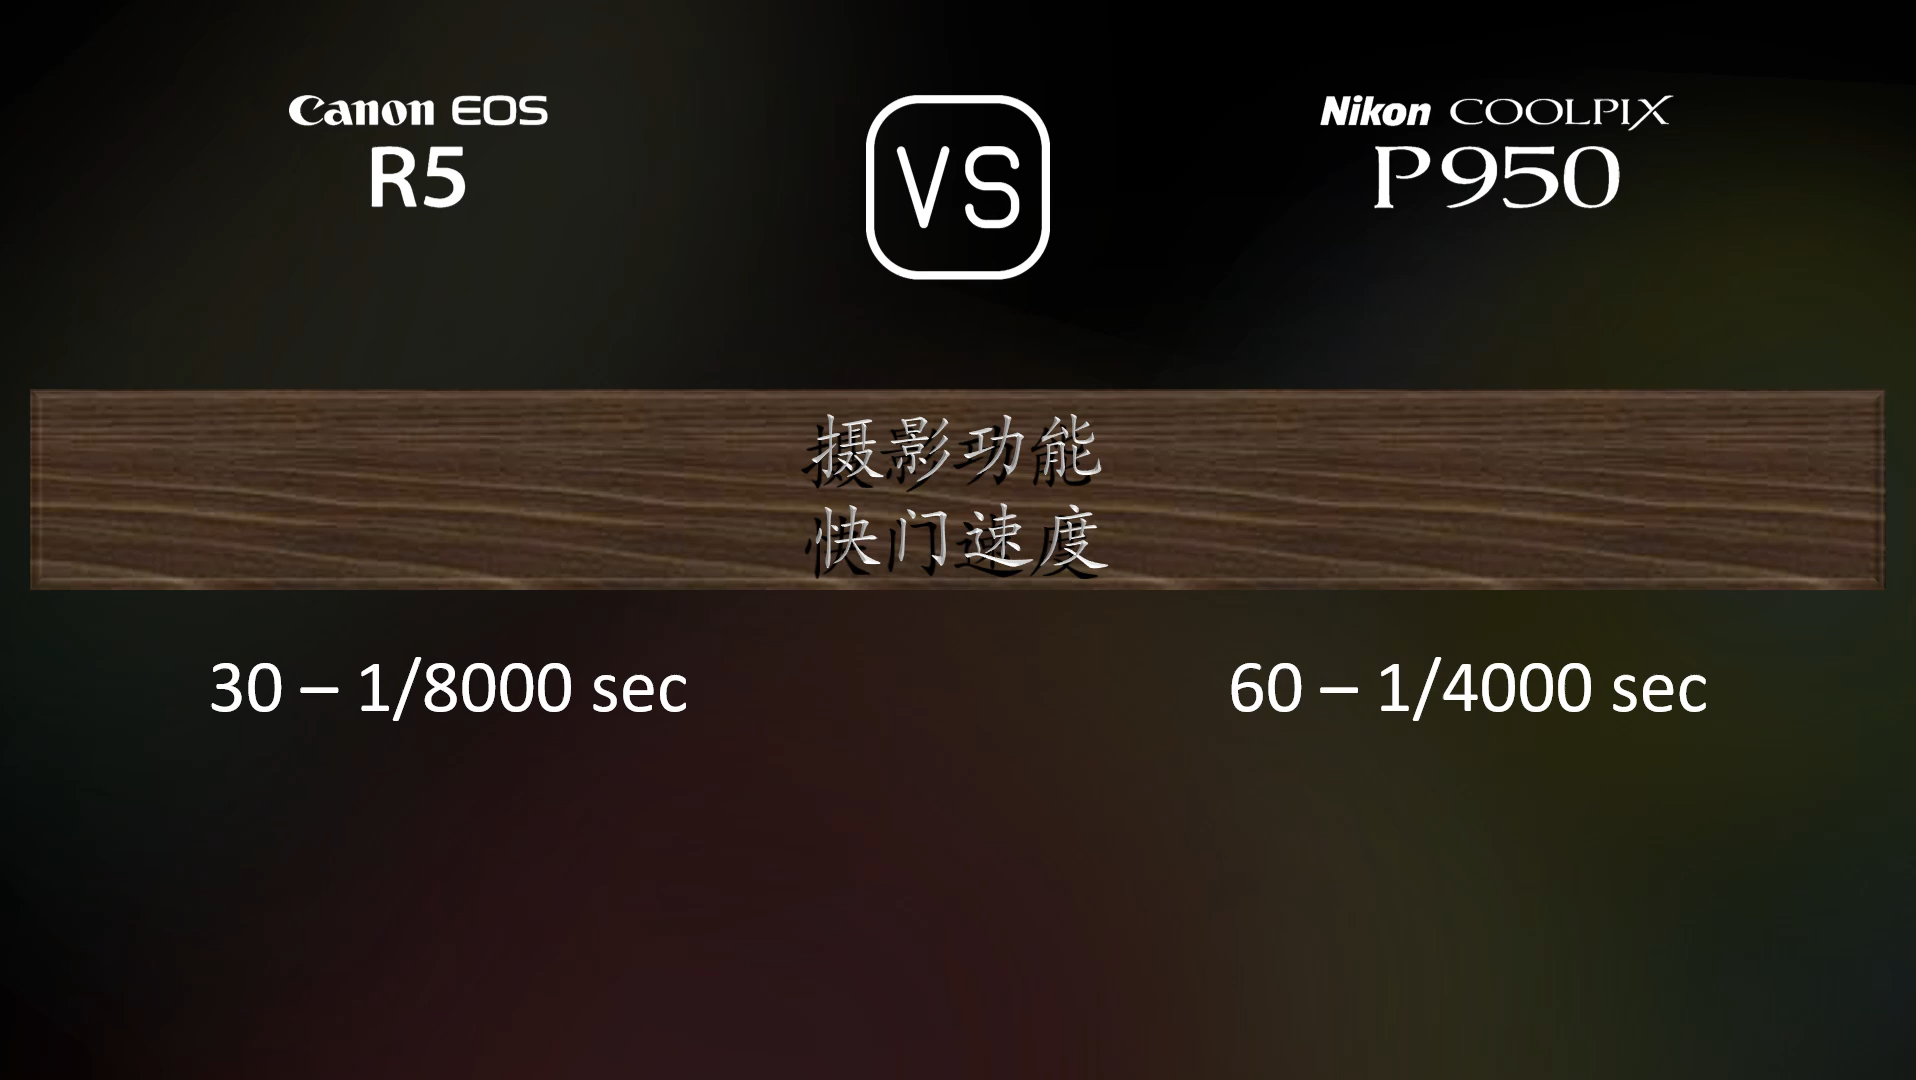 Canon EOS
R5
VS
Nikon COOLPIX
P950
摄影功能
快门速度
30 – 1/8000 sec
60 – 1/4000 sec